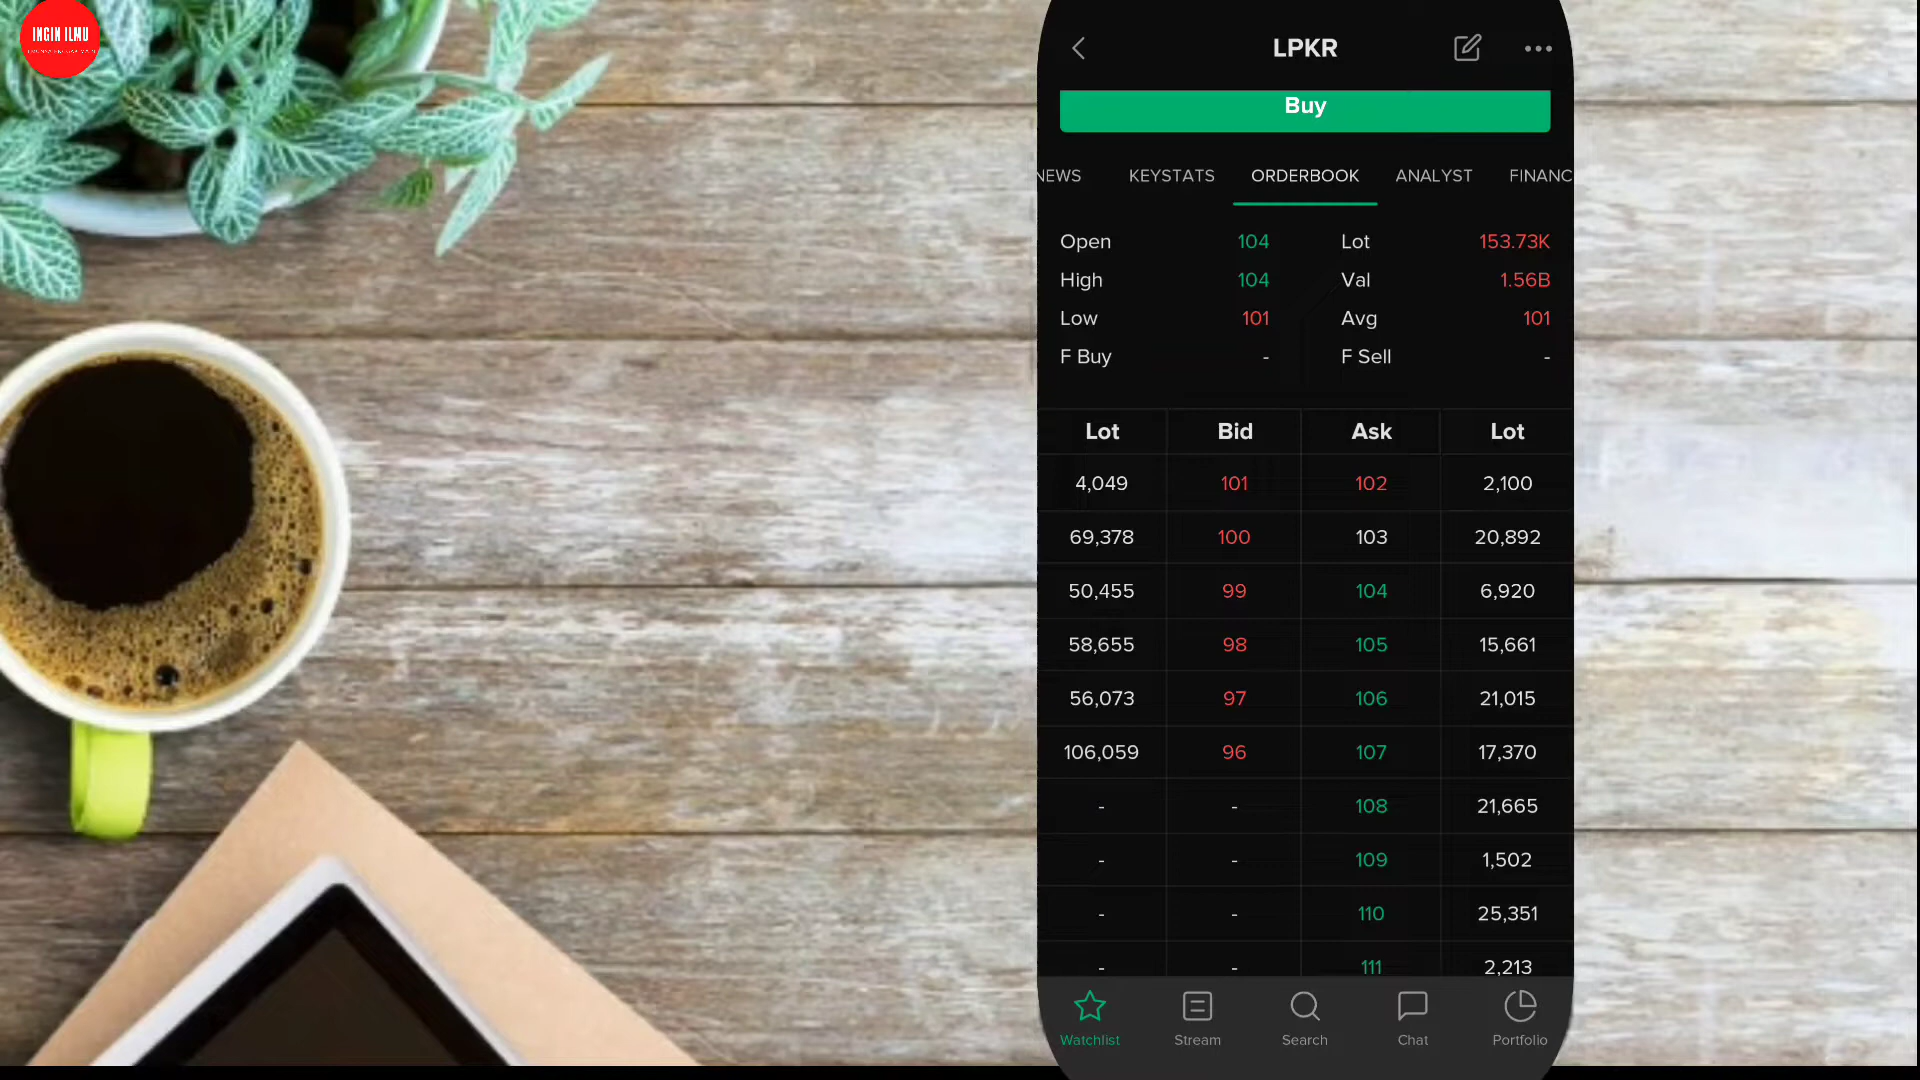 INGIN ILMU
LPKR
Buy
NEWS KEYSTATS ORDERBOOK ANALYST FINANC
Open 104 Lot 153.73K
High 104 Val 1.56B
Low 101 Avg 101
F Buy - F Sell -
Lot Bid Ask Lot
4,049 101 102 2,100
69,378 100 103 20,892
50,455 99 104 6,920
58,655 98 105 15,661
56,073 97 106 21,015
106,059 96 107 17,370
- - 108 21,665
- - 109 1,502
- - 110 25,351
- - 111 2,213
Watchlist Stream Search Chat Portfolio